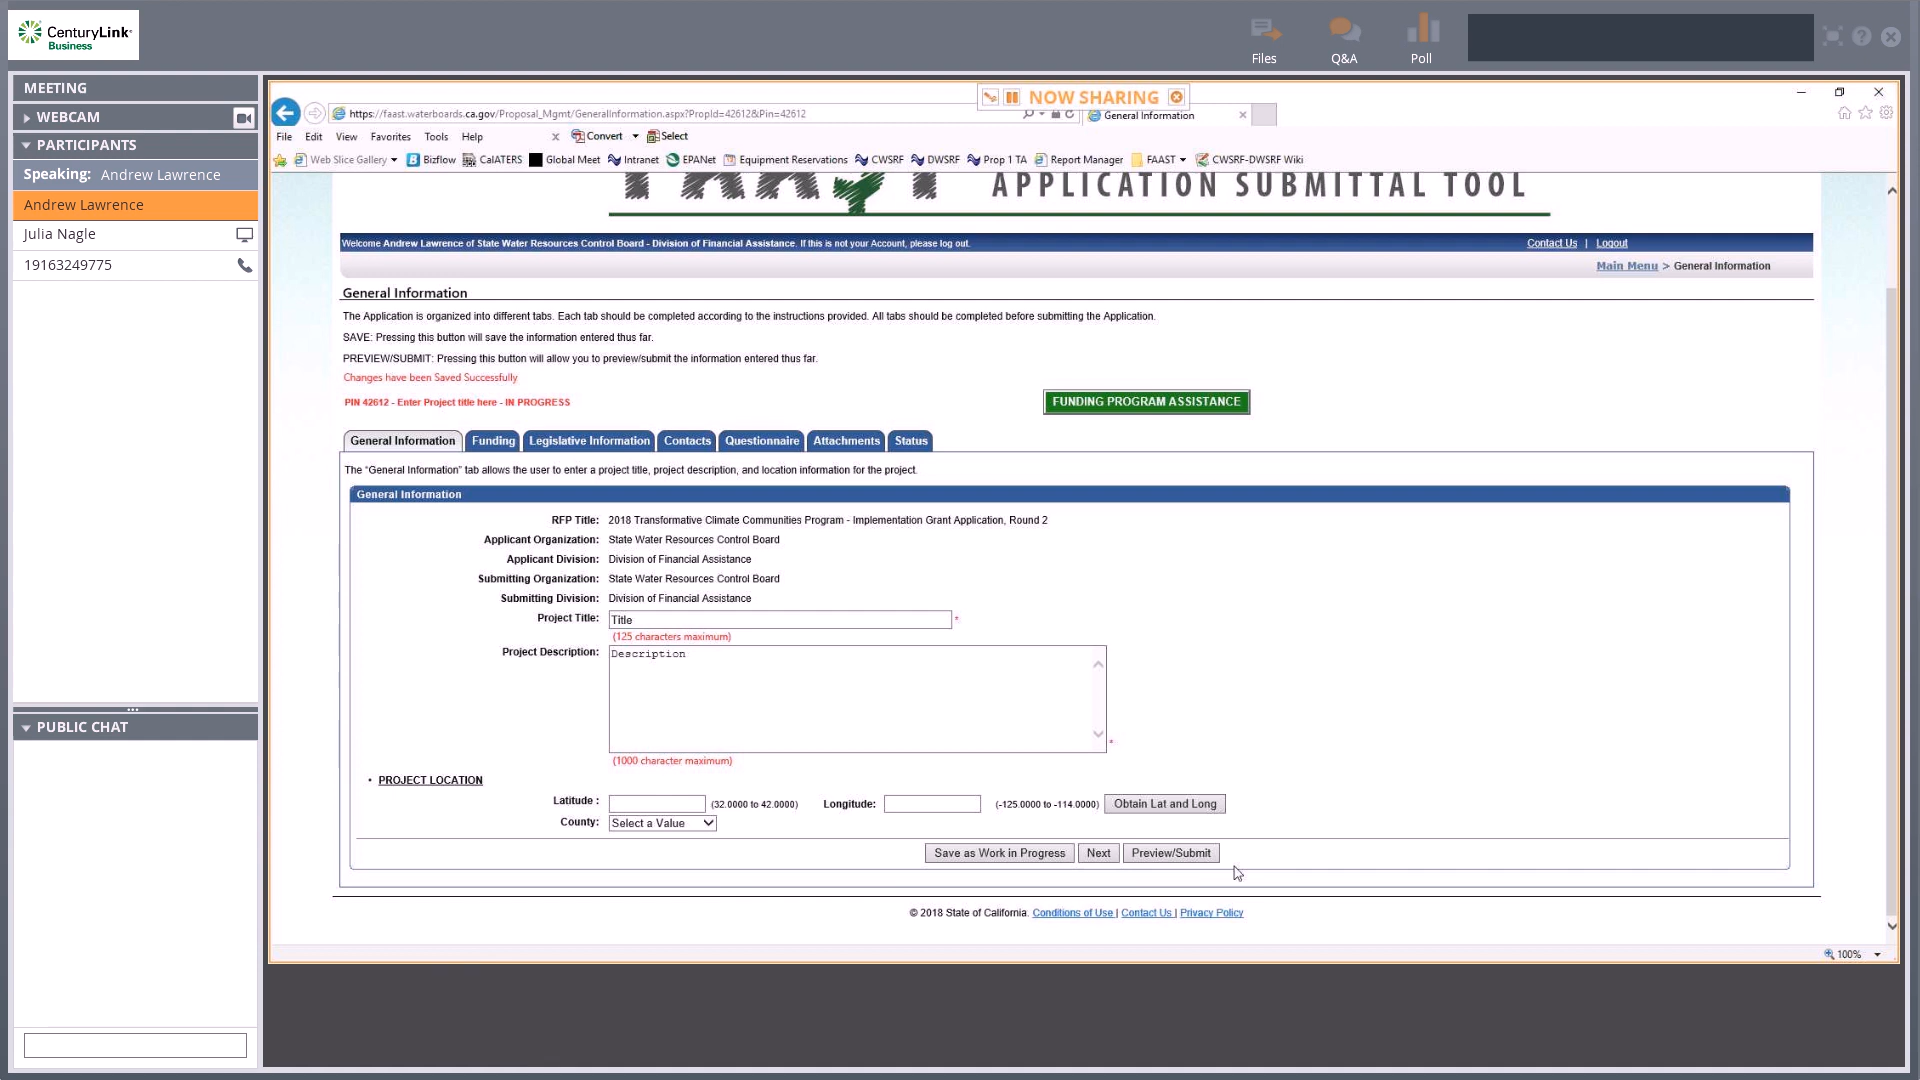 CenturyLink
Business
Files
Q&A
Poll
MEETING
WEBCAM
PARTICIPANTS
Speaking: Andrew Lawrence
Andrew Lawrence
Julia Nagle
19163249775
PUBLIC CHAT
NOW SHARING
https://faast.waterboards.ca.gov/Proposal_Mgmt/GeneralInformation.aspx?PropId=42612&Pin=42612
General Information
File Edit View Favorites Tools Help x Convert Select
Web Slice Gallery Bizflow CalATERS Global Meet Intranet EPANet Equipment Reservations CWSRF DWSRF Prop 1 TA Report Manager FAAST CWSRF-DWSRF Wiki
APPLICATION SUBMITTAL TOOL
Welcome Andrew Lawrence of State Water Resources Control Board - Division of Financial Assistance. If this is not your Account, please log out.
Contact Us | Logout
Main Menu > General Information
General Information
The Application is organized into different tabs. Each tab should be completed according to the instructions provided. All tabs should be completed before submitting the Application.
SAVE: Pressing this button will save the information entered thus far.
PREVIEW/SUBMIT: Pressing this button will allow you to preview/submit the information entered thus far.
Changes have been Saved Successfully
PIN 42612 - Enter Project title here - IN PROGRESS
FUNDING PROGRAM ASSISTANCE
General Information Funding Legislative Information Contacts Questionnaire Attachments Status
The "General Information" tab allows the user to enter a project title, project description, and location information for the project.
General Information
RFP Title: 2018 Transformative Climate Communities Program - Implementation Grant Application, Round 2
Applicant Organization: State Water Resources Control Board
Applicant Division: Division of Financial Assistance
Submitting Organization: State Water Resources Control Board
Submitting Division: Division of Financial Assistance
Project Title: Title *
(125 characters maximum)
Project Description: Description
*
(1000 character maximum)
• PROJECT LOCATION
Latitude : (32.0000 to 42.0000) Longitude: (-125.0000 to -114.0000) Obtain Lat and Long
County: Select a Value
Save as Work in Progress Next Preview/Submit
© 2018 State of California. Conditions of Use | Contact Us | Privacy Policy
100%